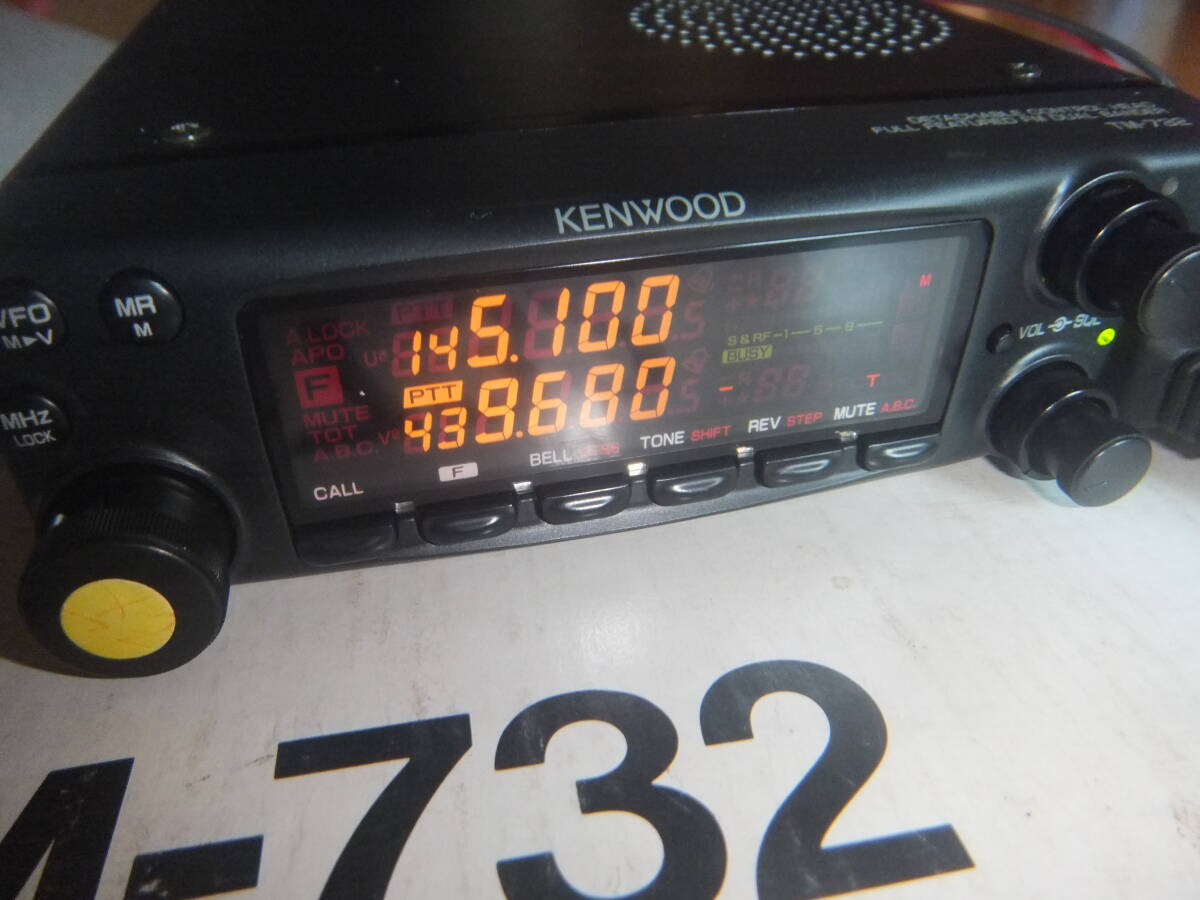 DETACHABLE CONTROL HEAD
FULL FEATURED FM DUAL BANDER
TM-732
KENWOOD
VFO
M▶V
MR
M
MHz
LOCK
A.LOCK
APO
F
MUTE
TOT
A.B.C.
PTT
145.100
PTT
439.680
M
S & RF -1-5-9-
BUSY
-
T
CALL
F
BELL
TONE SHIFT
REV STEP
MUTE A.B.C.
VOL SQL
M-732